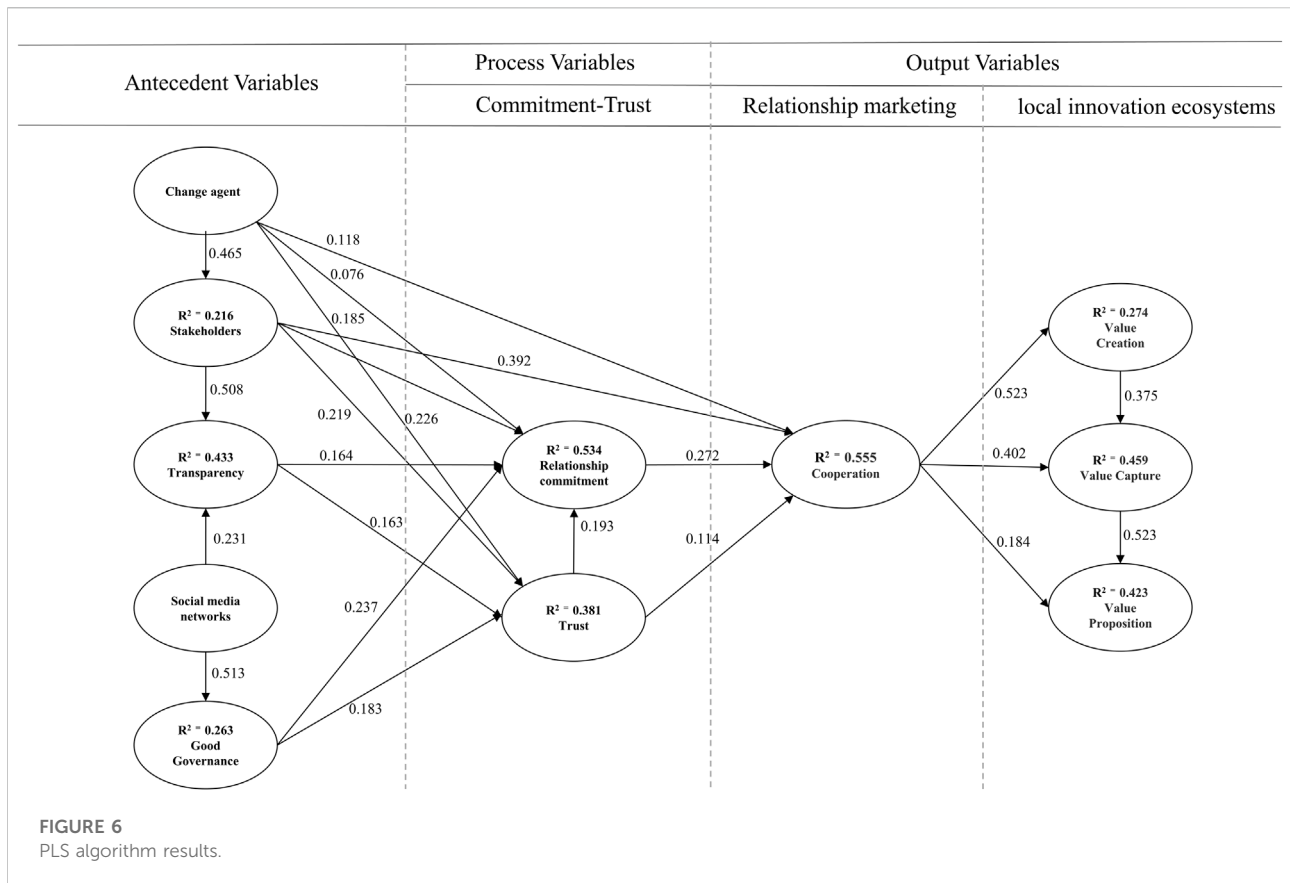 Antecedent Variables
Process Variables
Output Variables
Commitment-Trust
Relationship marketing
local innovation ecosystems
Change agent
0.465
R² = 0.216
Stakeholders
0.508
R² = 0.433
Transparency
0.231
Social media
networks
0.513
R² = 0.263
Good
Governance
0.118
0.076
0.185
0.392
0.219
0.226
0.164
0.163
0.237
0.183
R² = 0.534
Relationship
commitment
0.193
R² = 0.381
Trust
0.272
0.114
R² = 0.555
Cooperation
0.523
0.402
0.184
R² = 0.274
Value
Creation
0.375
R² = 0.459
Value Capture
0.523
R² = 0.423
Value
Proposition
FIGURE 6
PLS algorithm results.